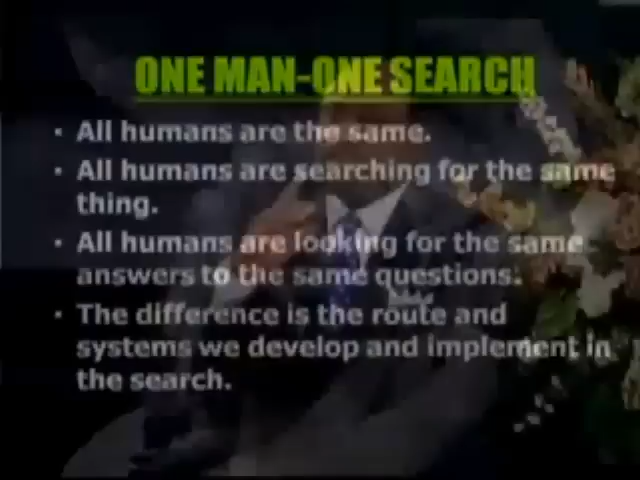 ONE MAN-ONE SEARCH
• All humans are the same.
• All humans are searching for the same
thing.
• All humans are looking for the same
answers to the same questions.
• The difference is the route and
systems we develop and implement in
the search.